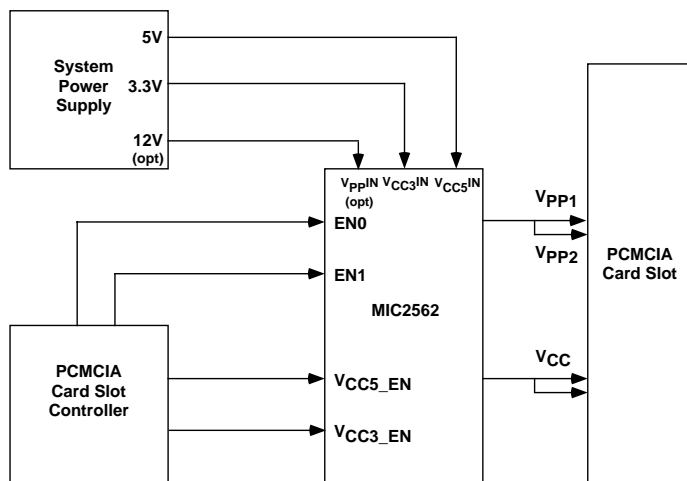 System
Power
Supply
5V
3.3V
12V
(opt)
VPPIN
(opt)
VCC3IN
VCC5IN
EN0
EN1
MIC2562
VCC5_EN
VCC3_EN
VPP1
VPP2
VCC
PCMCIA
Card Slot
PCMCIA
Card Slot
Controller